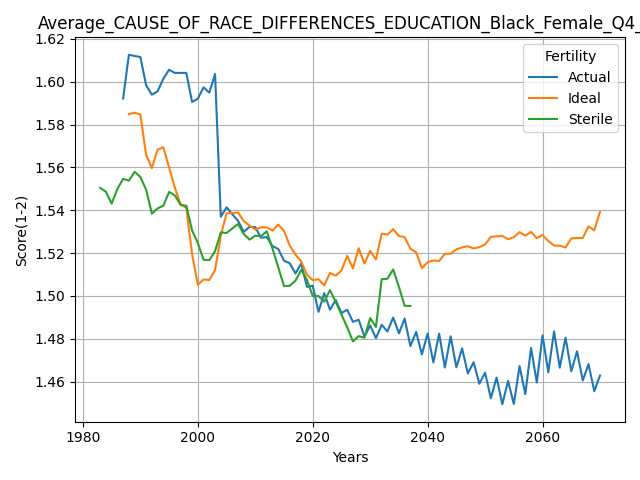 Average_CAUSE_OF_RACE_DIFFERENCES_EDUCATION_Black_Female_Q4_
1.62
1.60
1.58
1.56
1.54
1.52
1.50
1.48
1.46
Score(1-2)
Fertility
Actual
Ideal
Sterile
1980
2000
2020
2040
2060
Years